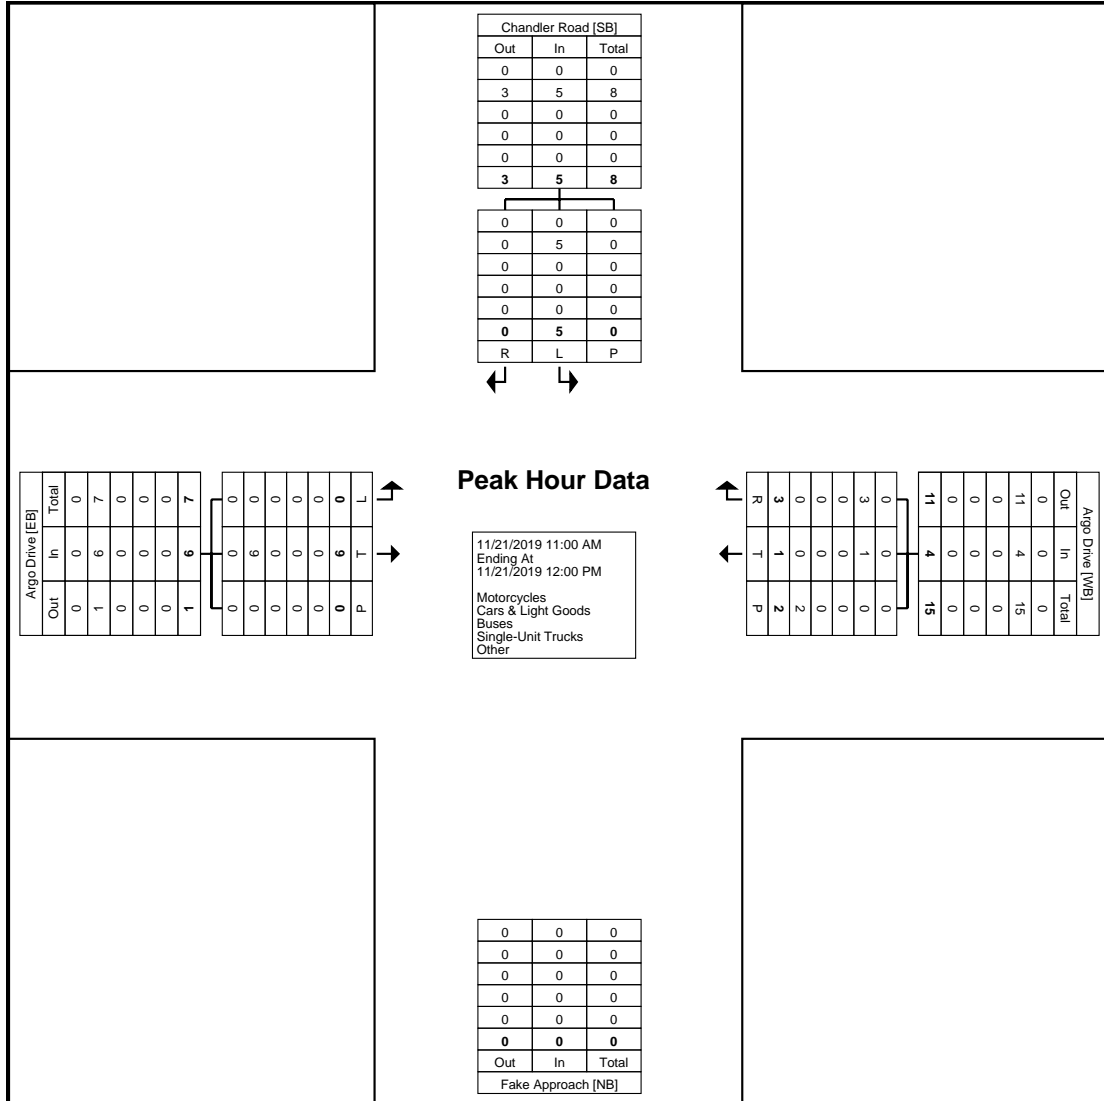 Chandler Road [SB]
Out In Total
0 0 0
3 5 8
0 0 0
0 0 0
0 0 0
3 5 8
0 0 0
0 5 0
0 0 0
0 0 0
0 0 0
0 5 0
R L P
Argo Drive [EB]
Out In Total
0 0 0
1 6 7
0 0 0
0 0 0
0 0 0
1 6 7
0 0 0
0 6 0
0 0 0
0 0 0
0 0 0
0 6 0
P T L
Peak Hour Data
11/21/2019 11:00 AM
Ending At
11/21/2019 12:00 PM
Motorcycles
Cars & Light Goods
Buses
Single-Unit Trucks
Other
Argo Drive [WB]
Out In Total
0 0 0
11 4 15
0 0 0
0 0 0
0 0 0
11 4 15
0 0 0
3 1 0
0 0 0
0 0 0
0 0 2
3 1 2
R T P
0 0 0
0 0 0
0 0 0
0 0 0
0 0 0
0 0 0
Out In Total
Fake Approach [NB]